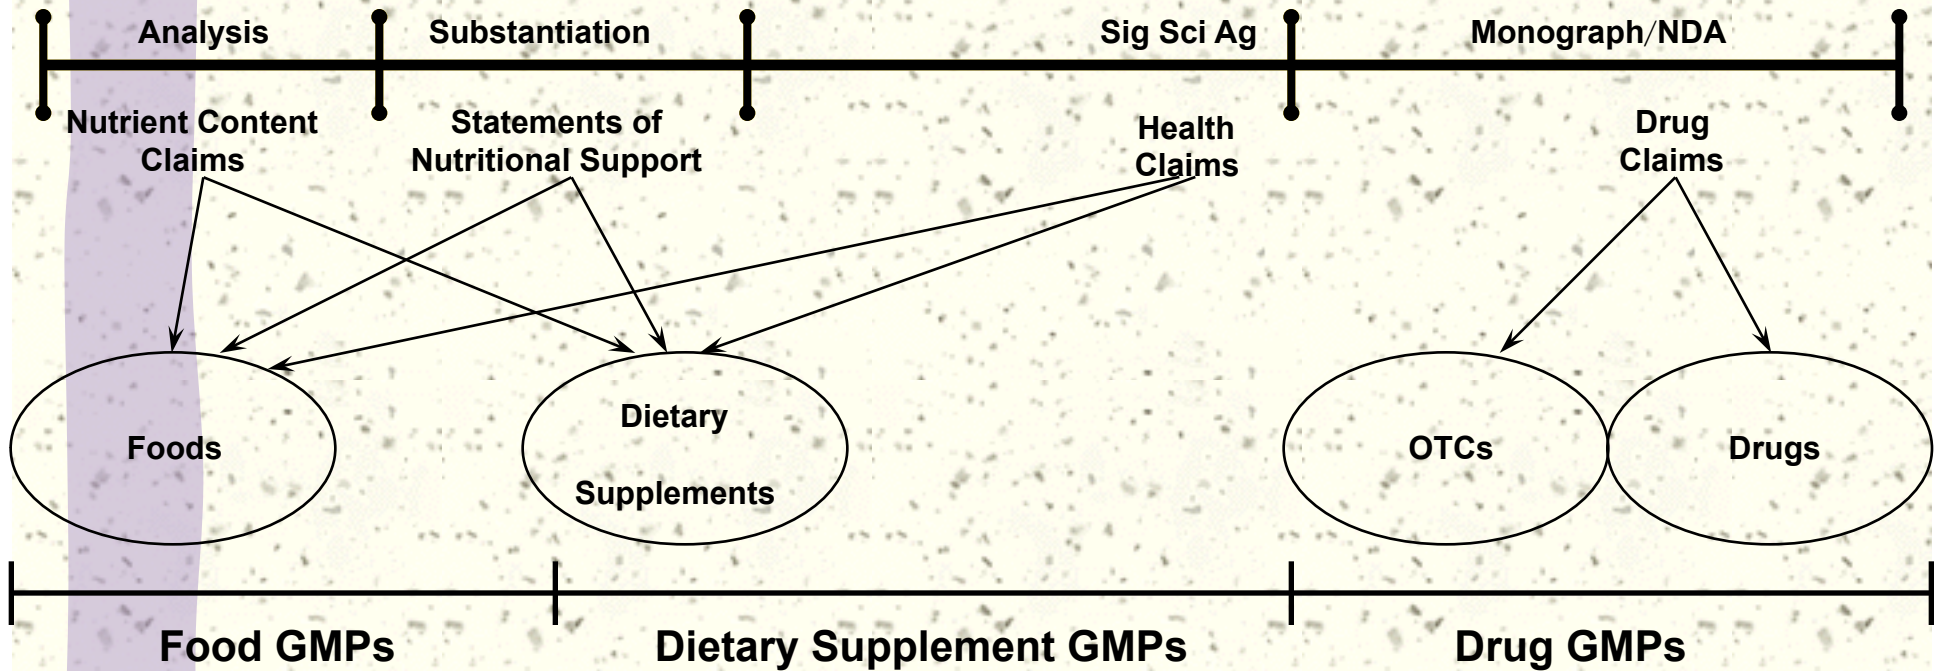 Analysis
Substantiation
Sig Sci Ag
Monograph/NDA
Nutrient Content
Claims
Statements of
Nutritional Support
Health
Claims
Drug
Claims
Foods
Dietary
Supplements
OTCs
Drugs
Food GMPs
Dietary Supplement GMPs
Drug GMPs